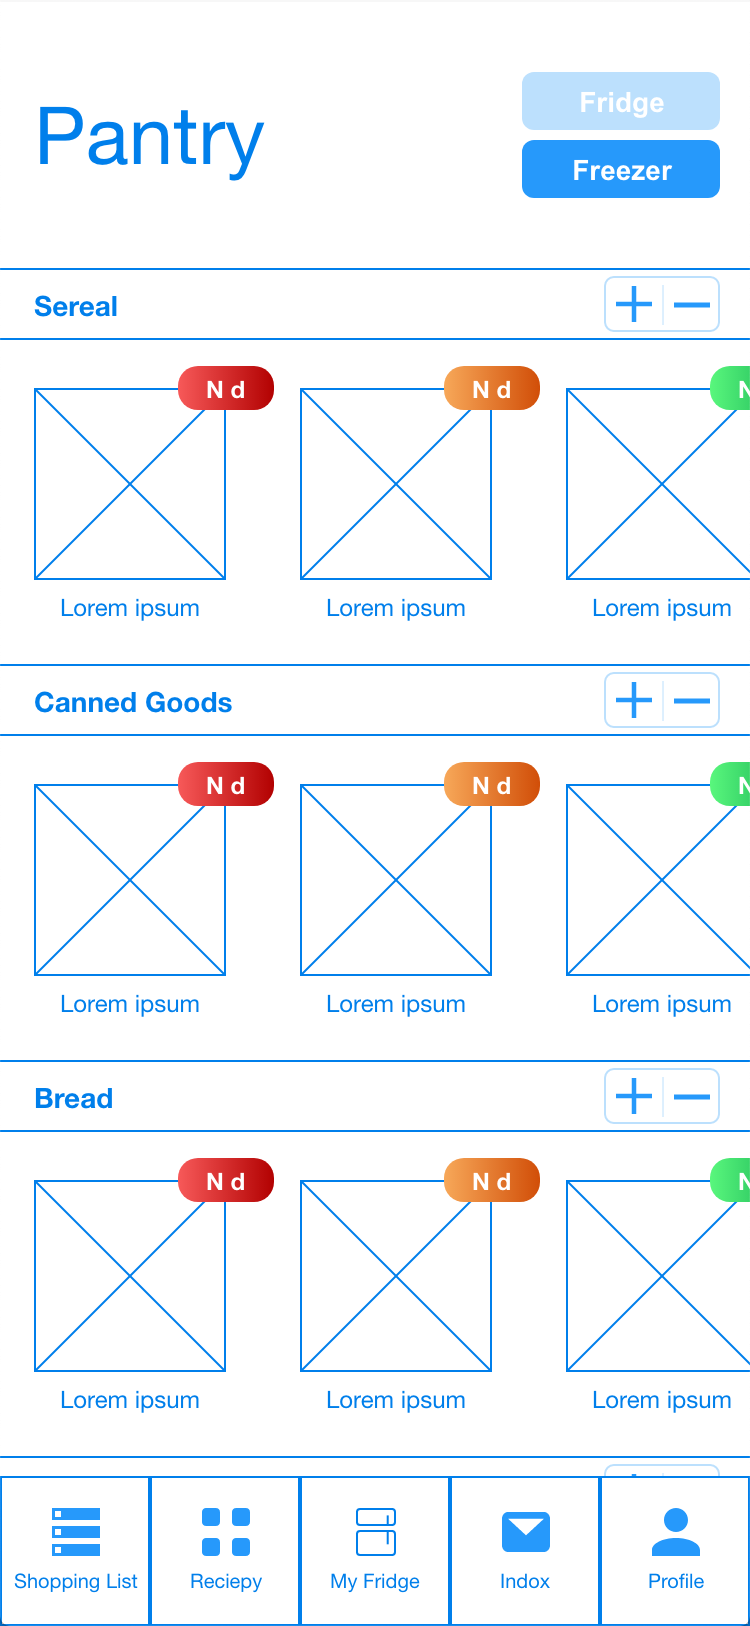 Pantry
Fridge
Freezer
Sereal
N d
N d
N
Lorem ipsum
Lorem ipsum
Lorem ipsum
Canned Goods
N d
N d
N
Lorem ipsum
Lorem ipsum
Lorem ipsum
Bread
N d
N d
N
Lorem ipsum
Lorem ipsum
Lorem ipsum
Shopping List
Reciepy
My Fridge
Indox
Profile